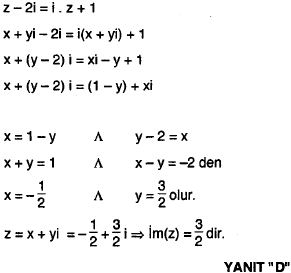 z – 2i = i . z + 1
x + yi – 2i = i(x + yi) + 1
x + (y – 2) i = xi – y + 1
x + (y – 2) i = (1 – y) + xi
x = 1 – y Λ y – 2 = x
x + y = 1 Λ x – y = –2 den
x = –1/2 Λ y = 3/2 olur.
z = x + yi = –1/2 + 3/2 i ⇒ İm(z) = 3/2 dir.
YANIT "D"